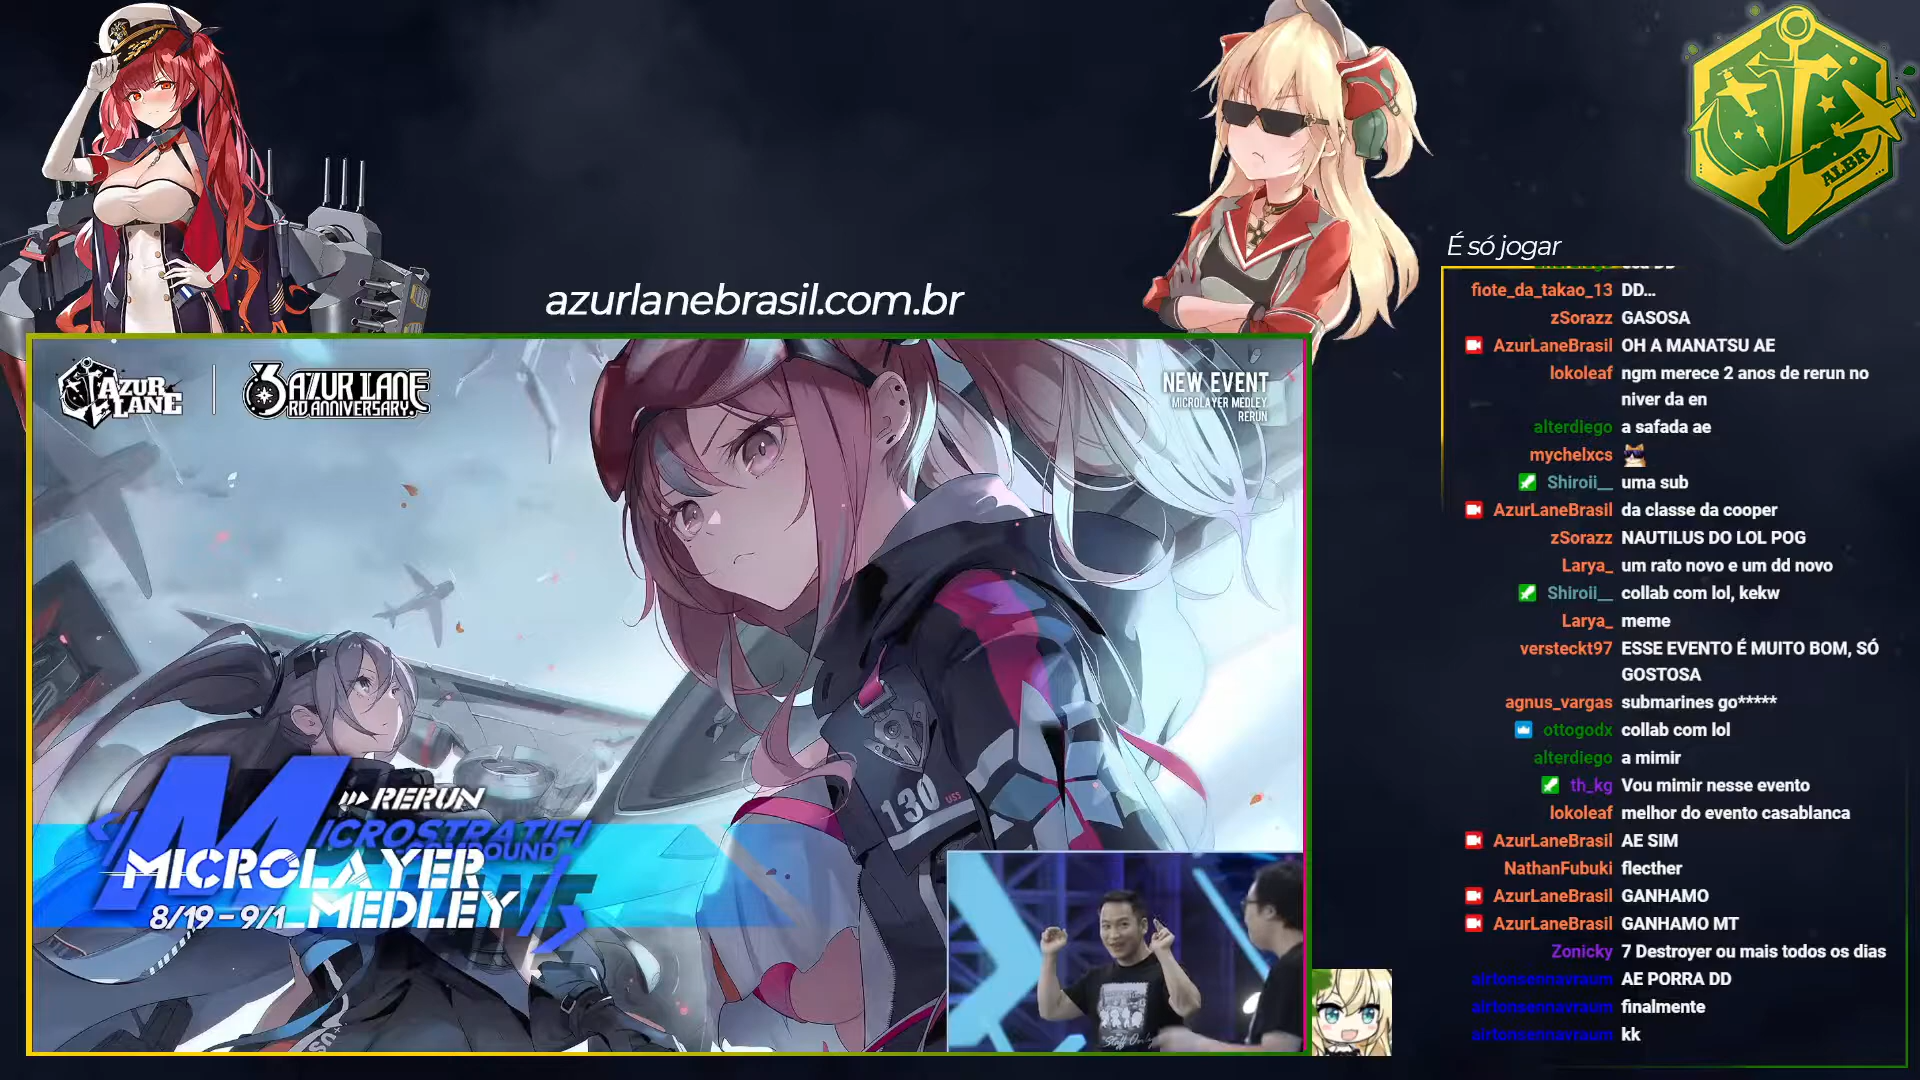 azurlanebrasil.com.br
AZUR LANE
3 AZUR LANE
RD ANNIVERSARY.
NEW EVENT
MICROLAYER MEDLEY
RERUN
130 USS
RERUN
MICROLAYER
8/19 - 9/1 MEDLEY
Staff Only
ALBR
É só jogar
fiote_da_takao_13 DD...
zSorazz GASOSA
AzurLaneBrasil OH A MANATSU AE
lokoleaf ngm merece 2 anos de rerun no
niver da en
alterdiego a safada ae
mychelxcs
Shiroii__ uma sub
AzurLaneBrasil da classe da cooper
zSorazz NAUTILUS DO LOL POG
Larya_ um rato novo e um dd novo
Shiroii__ collab com lol, kekw
Larya_ meme
versteckt97 ESSE EVENTO É MUITO BOM, SÓ
GOSTOSA
agnus_vargas submarines go*****
ottogodx collab com lol
alterdiego a mimir
th_kg Vou mimir nesse evento
lokoleaf melhor do evento casablanca
AzurLaneBrasil AE SIM
NathanFubuki flecther
AzurLaneBrasil GANHAMO
AzurLaneBrasil GANHAMO MT
Zonicky 7 Destroyer ou mais todos os dias
airtonsennavraum AE PORRA DD
airtonsennavraum finalmente
airtonsennavraum kk